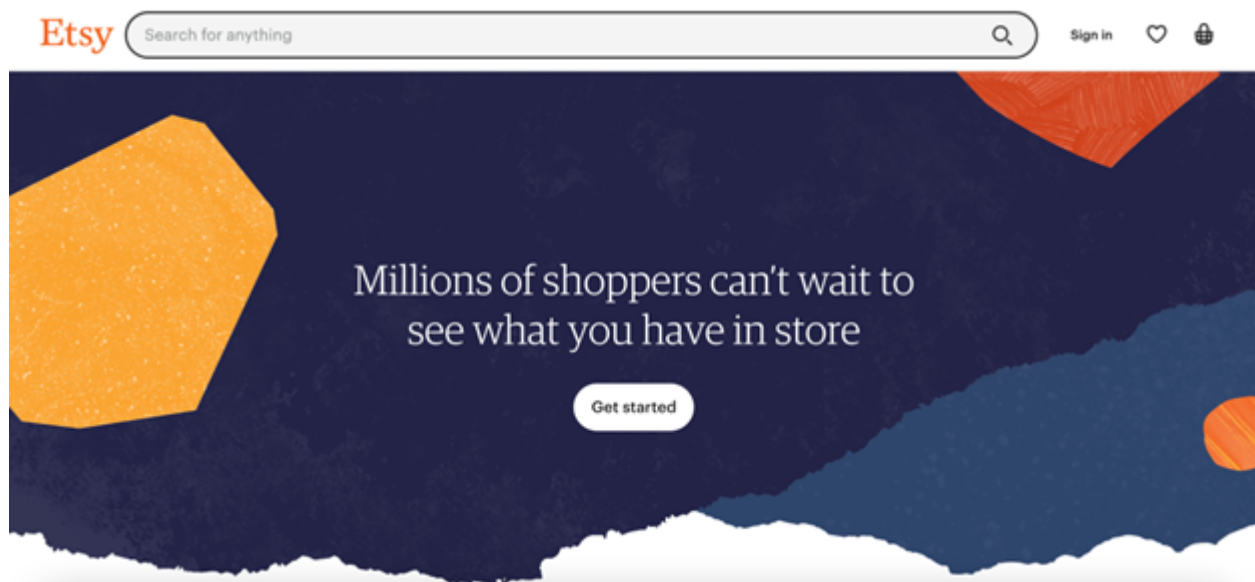 Etsy
Search for anything
Sign in
Millions of shoppers can't wait to
see what you have in store
Get started